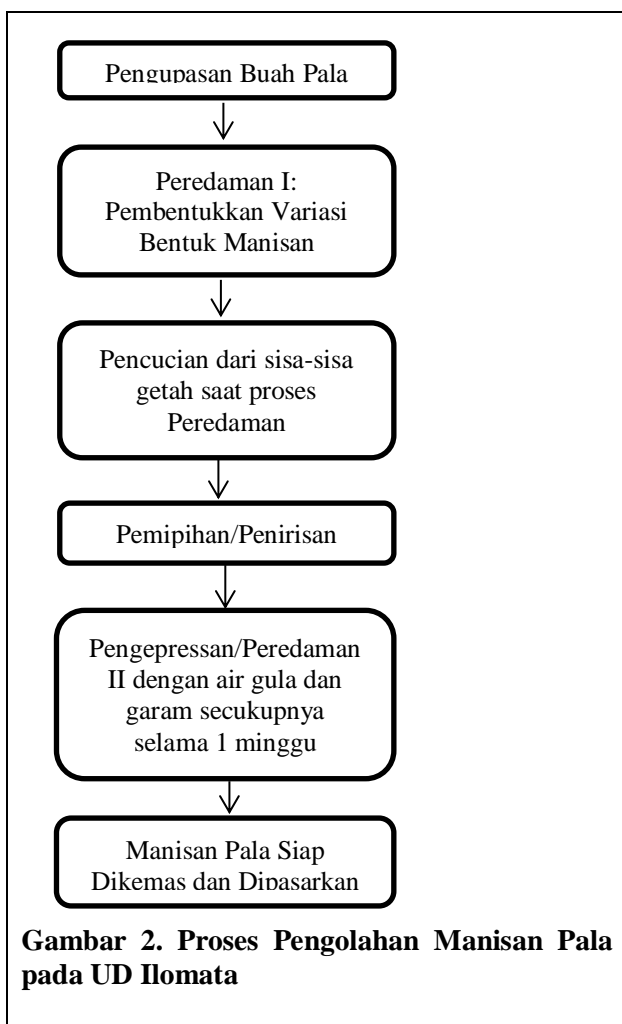 Pengupasan Buah Pala
Peredaman I:
Pembentukkan Variasi
Bentuk Manisan
Pencucian dari sisa-sisa
getah saat proses
Peredaman
Pemipihan/Penirisan
Pengepressan/Peredaman
II dengan air gula dan
garam secukupnya
selama 1 minggu
Manisan Pala Siap
Dikemas dan Dipasarkan
Gambar 2. Proses Pengolahan Manisan Pala
pada UD Ilomata